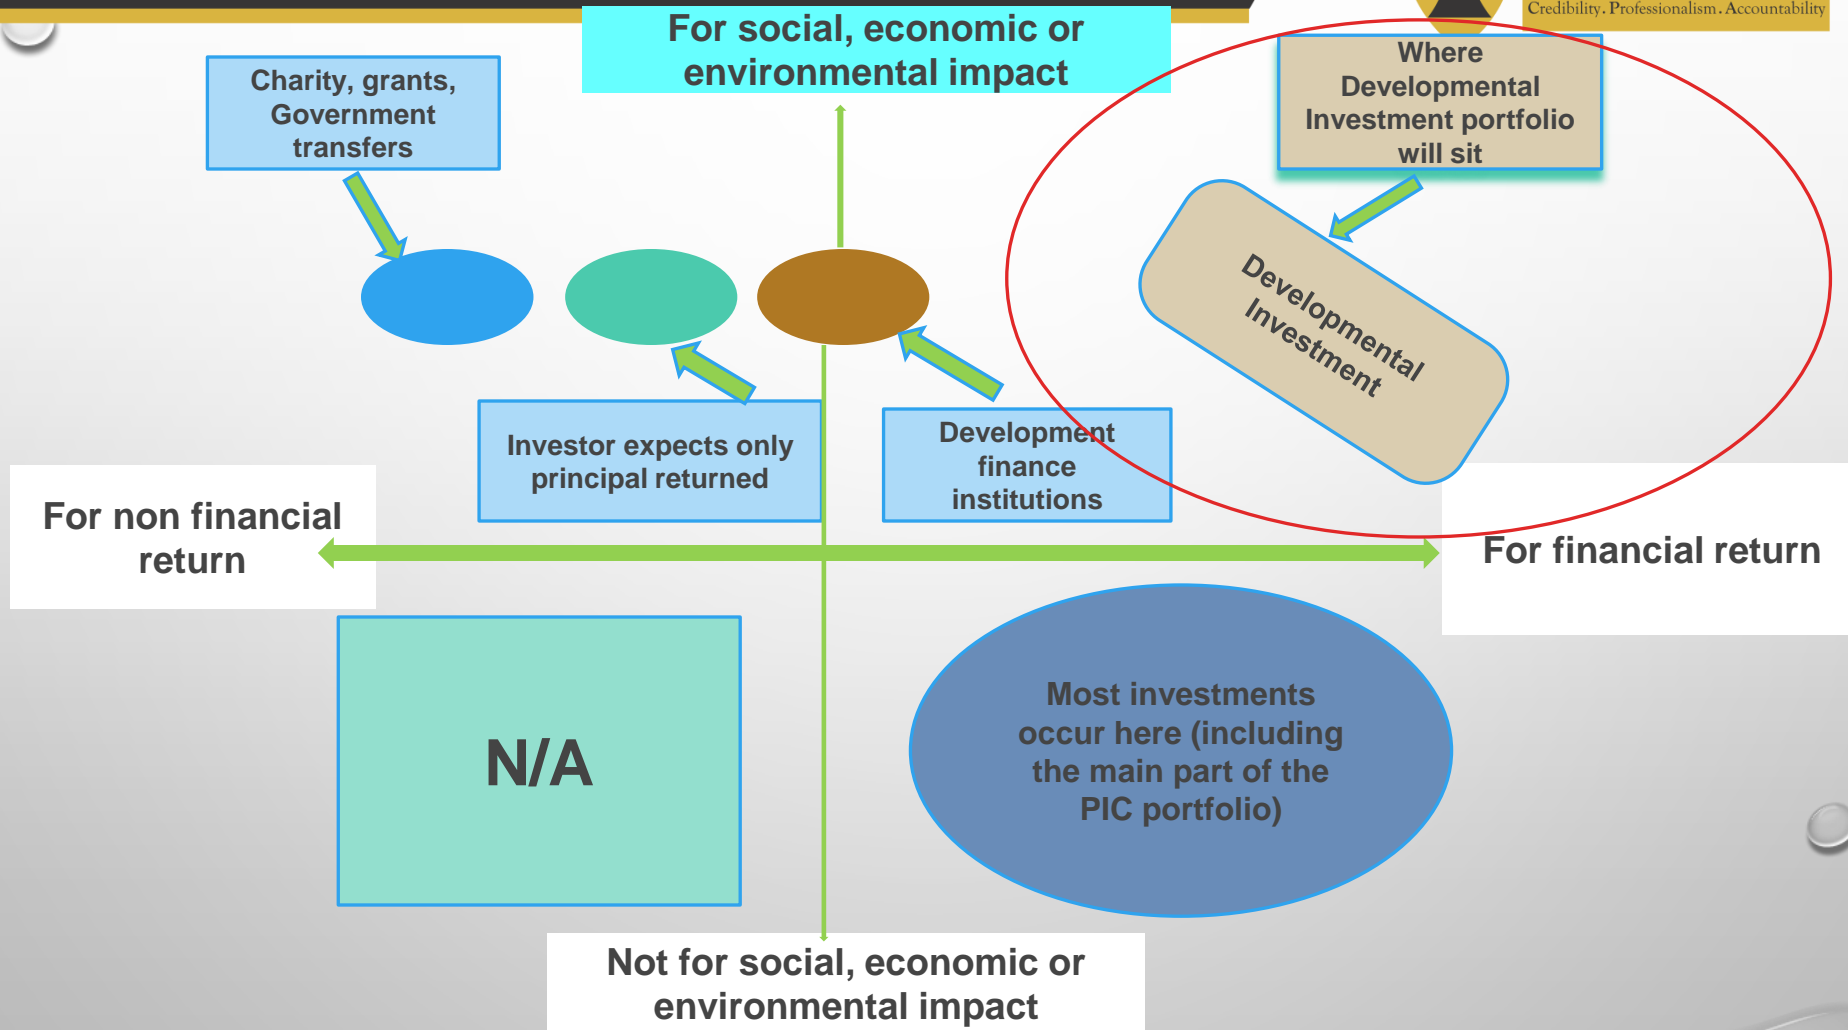 Credibility. Professionalism. Accountability
For social, economic or
environmental impact
Charity, grants,
Government
transfers
Where
Developmental
Investment portfolio
will sit
Developmental
Investment
Investor expects only
principal returned
Development
finance
institutions
For non financial
return
For financial return
N/A
Most investments
occur here (including
the main part of the
PIC portfolio)
Not for social, economic or
environmental impact